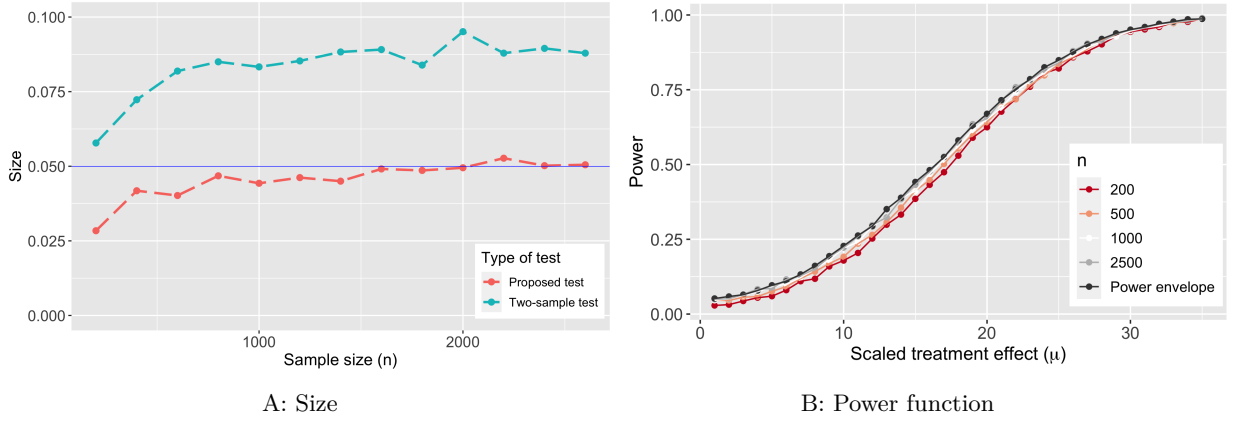 0.100
0.075
0.050
0.025
0.000
Size
1000
2000
Sample size (n)
Type of test
Proposed test
Two-sample test
A: Size
1.00
0.75
0.50
0.25
0.00
Power
0
10
20
30
Scaled treatment effect (μ)
n
200
500
1000
2500
Power envelope
B: Power function